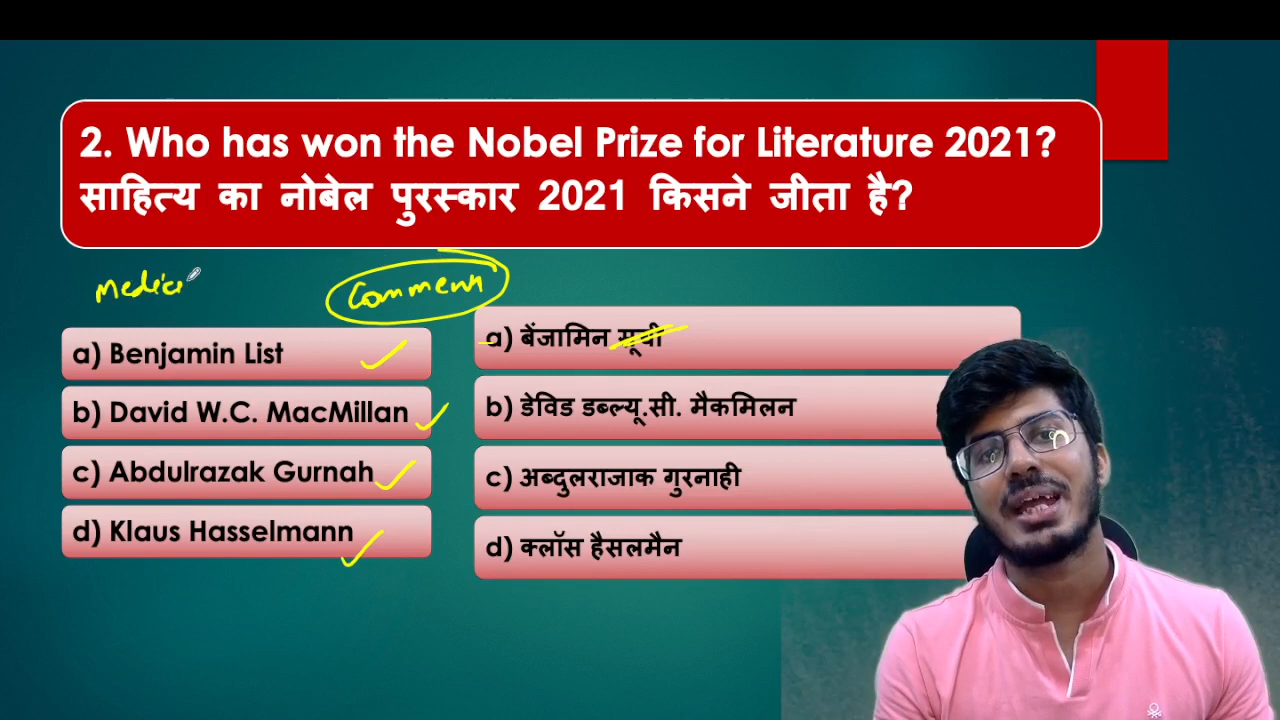 2. Who has won the Nobel Prize for Literature 2021?
साहित्य का नोबेल पुरस्कार 2021 किसने जीता है?
Medici
Comment
a) Benjamin List
b) David W.C. MacMillan
c) Abdulrazak Gurnah
d) Klaus Hasselmann
a) बेंजामिन सूची
b) डेविड डब्ल्यू.सी. मैकमिलन
c) अब्दुलराजाक गुरनाही
d) क्लॉस हैसलमैन